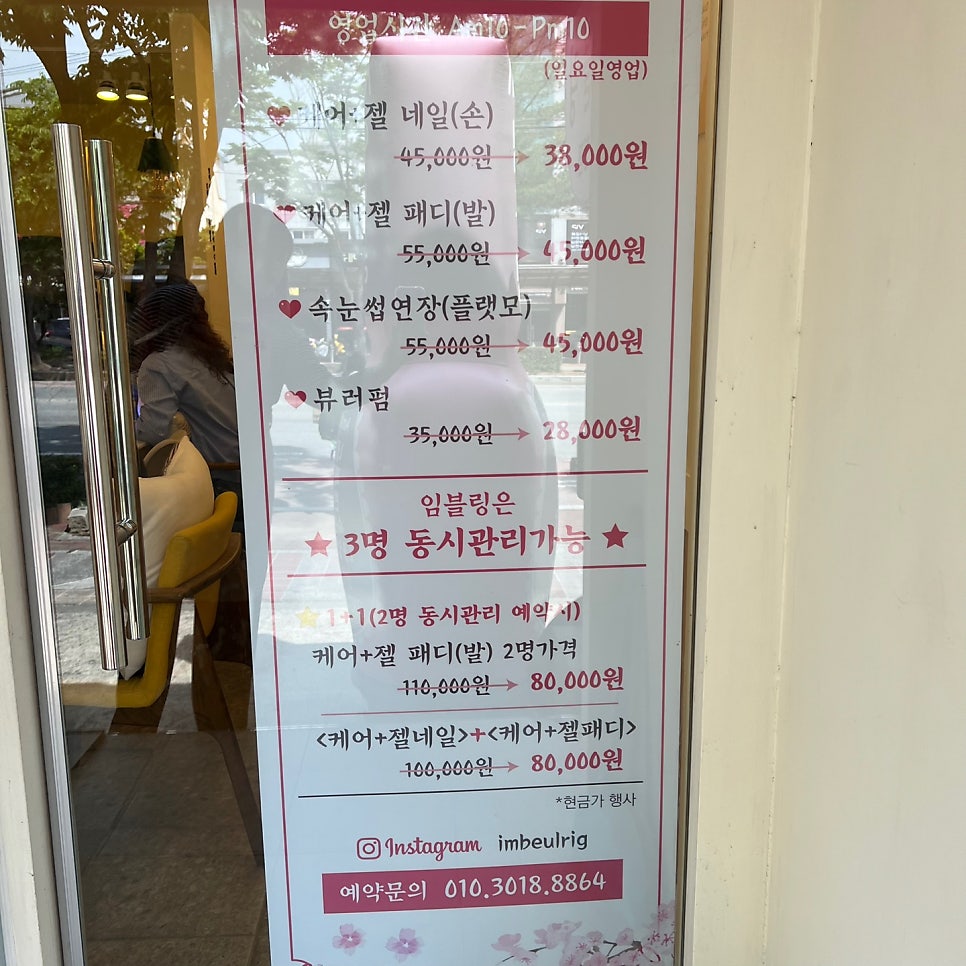 영업시간 Am10-Pm10
(일요일영업)
케어+젤 네일(손)
45,000원 → 38,000원
케어+젤 패디(발)
55,000원 → 45,000원
속눈썹연장(플랫모)
55,000원 → 45,000원
뷰러펌
35,000원 → 28,000원
임블링은
★ 3명 동시관리가능 ★
1+1(2명 동시관리 예약시)
케어+젤 패디(발) 2명가격
110,000원 → 80,000원
<케어+젤네일>+<케어+젤패디>
100,000원 → 80,000원
*현금가 행사
Instagram imbeulrig
예약문의 010.3018.8864